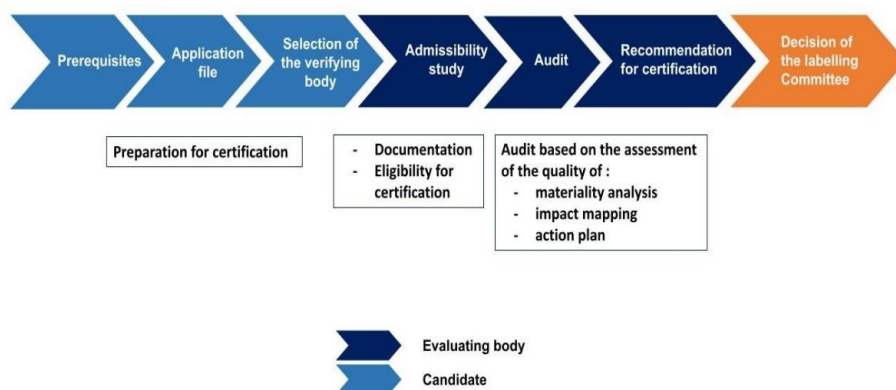 Prerequisites
Application
file
Selection of
the verifying
body
Admissibility
study
Audit
Recommendation
for certification
Decision of
the labelling
Committee
Preparation for certification
- Documentation
- Eligibility for
certification
Audit based on the assessment
of the quality of :
- materiality analysis
- impact mapping
- action plan
Evaluating body
Candidate